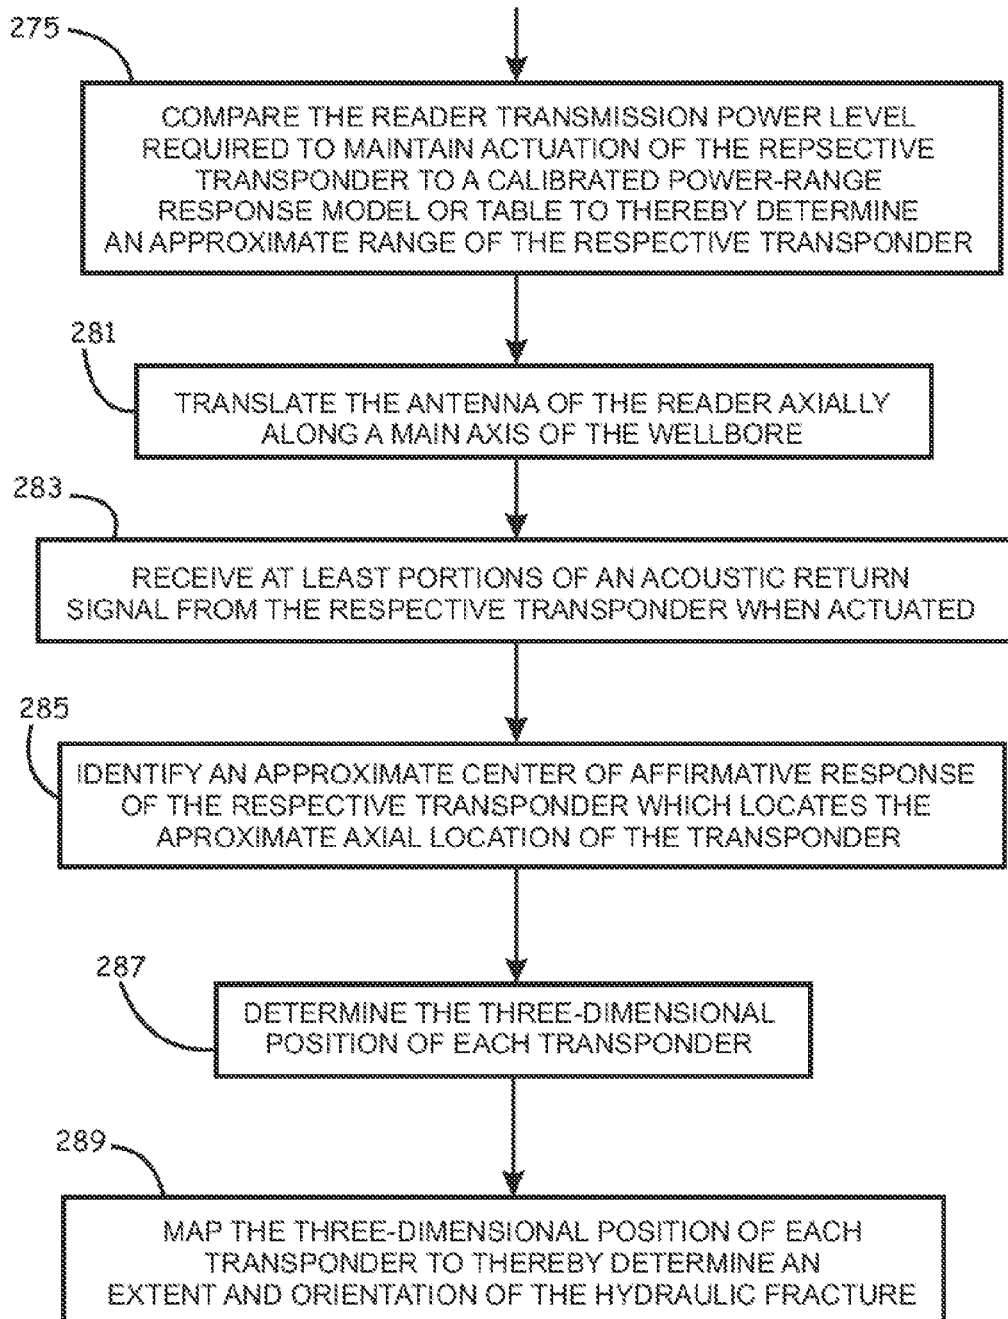 275
COMPARE THE READER TRANSMISSION POWER LEVEL
REQUIRED TO MAINTAIN ACTUATION OF THE REPSECTIVE
TRANSPONDER TO A CALIBRATED POWER-RANGE
RESPONSE MODEL OR TABLE TO THEREBY DETERMINE
AN APPROXIMATE RANGE OF THE RESPECTIVE TRANSPONDER
281
TRANSLATE THE ANTENNA OF THE READER AXIALLY
ALONG A MAIN AXIS OF THE WELLBORE
283
RECEIVE AT LEAST PORTIONS OF AN ACOUSTIC RETURN
SIGNAL FROM THE RESPECTIVE TRANSPONDER WHEN ACTUATED
285
IDENTIFY AN APPROXIMATE CENTER OF AFFIRMATIVE RESPONSE
OF THE RESPECTIVE TRANSPONDER WHICH LOCATES THE
APROXIMATE AXIAL LOCATION OF THE TRANSPONDER
287
DETERMINE THE THREE-DIMENSIONAL
POSITION OF EACH TRANSPONDER
289
MAP THE THREE-DIMENSIONAL POSITION OF EACH
TRANSPONDER TO THEREBY DETERMINE AN
EXTENT AND ORIENTATION OF THE HYDRAULIC FRACTURE